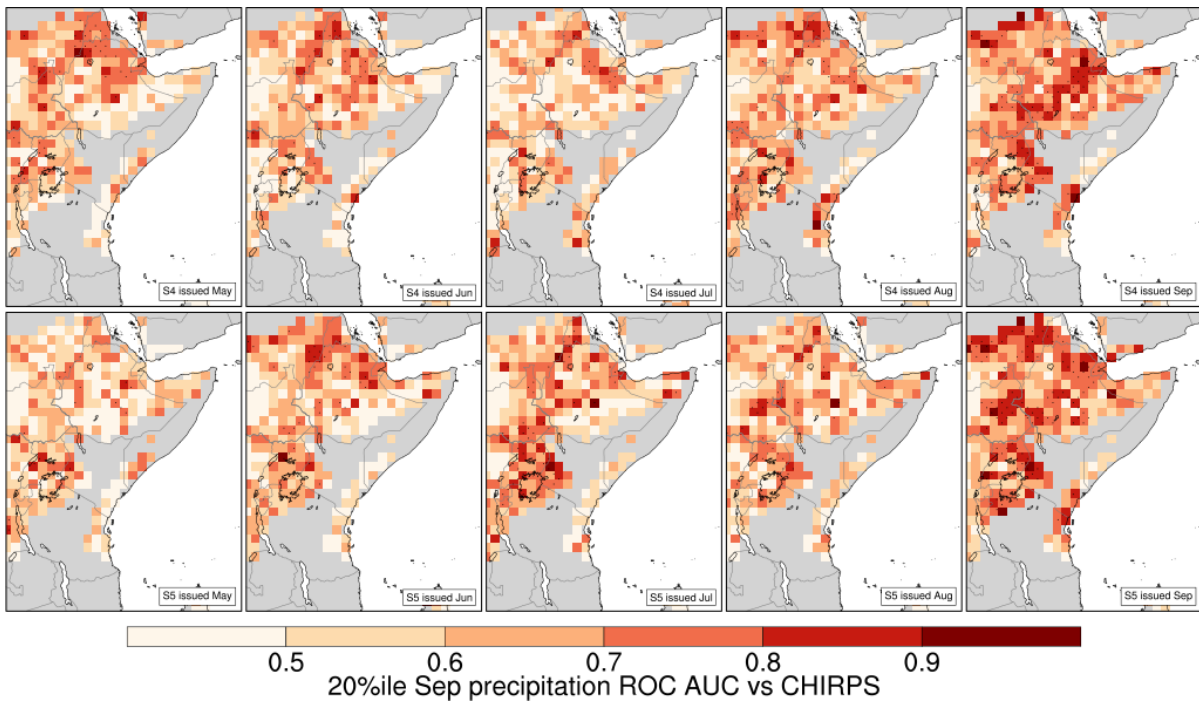 S4 issued May
S4 issued Jun
S4 issued Jul
S4 issued Aug
S4 issued Sep
S5 issued May
S5 issued Jun
S5 issued Jul
S5 issued Aug
S5 issued Sep
0.5 0.6 0.7 0.8 0.9
20%ile Sep precipitation ROC AUC vs CHIRPS